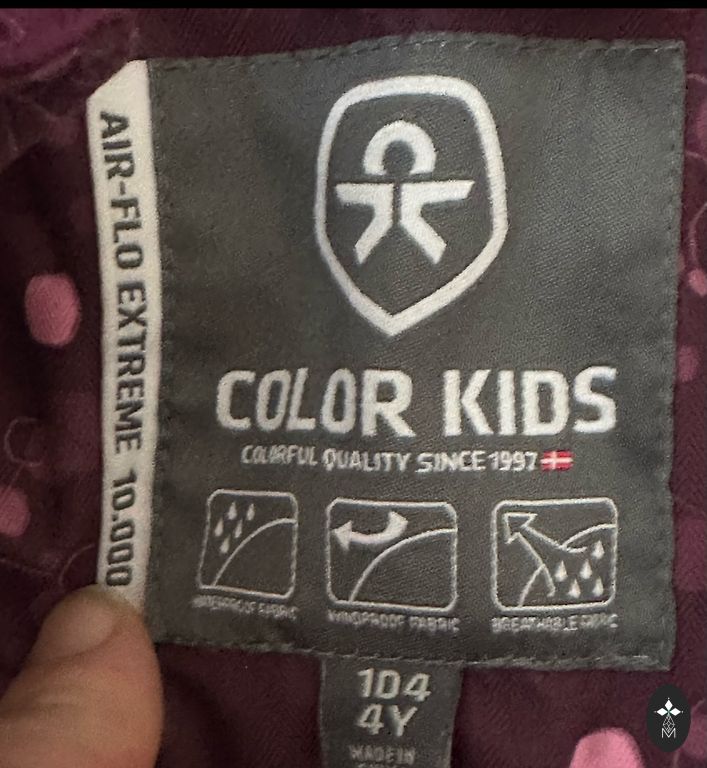 AIR-FLO EXTREME 10.000
COLOR KIDS
COLORFUL QUALITY SINCE 1997
WATERPROOF FABRIC
WINDPROOF FABRIC
BREATHABLE FABRIC
104
4Y
MADE IN
M